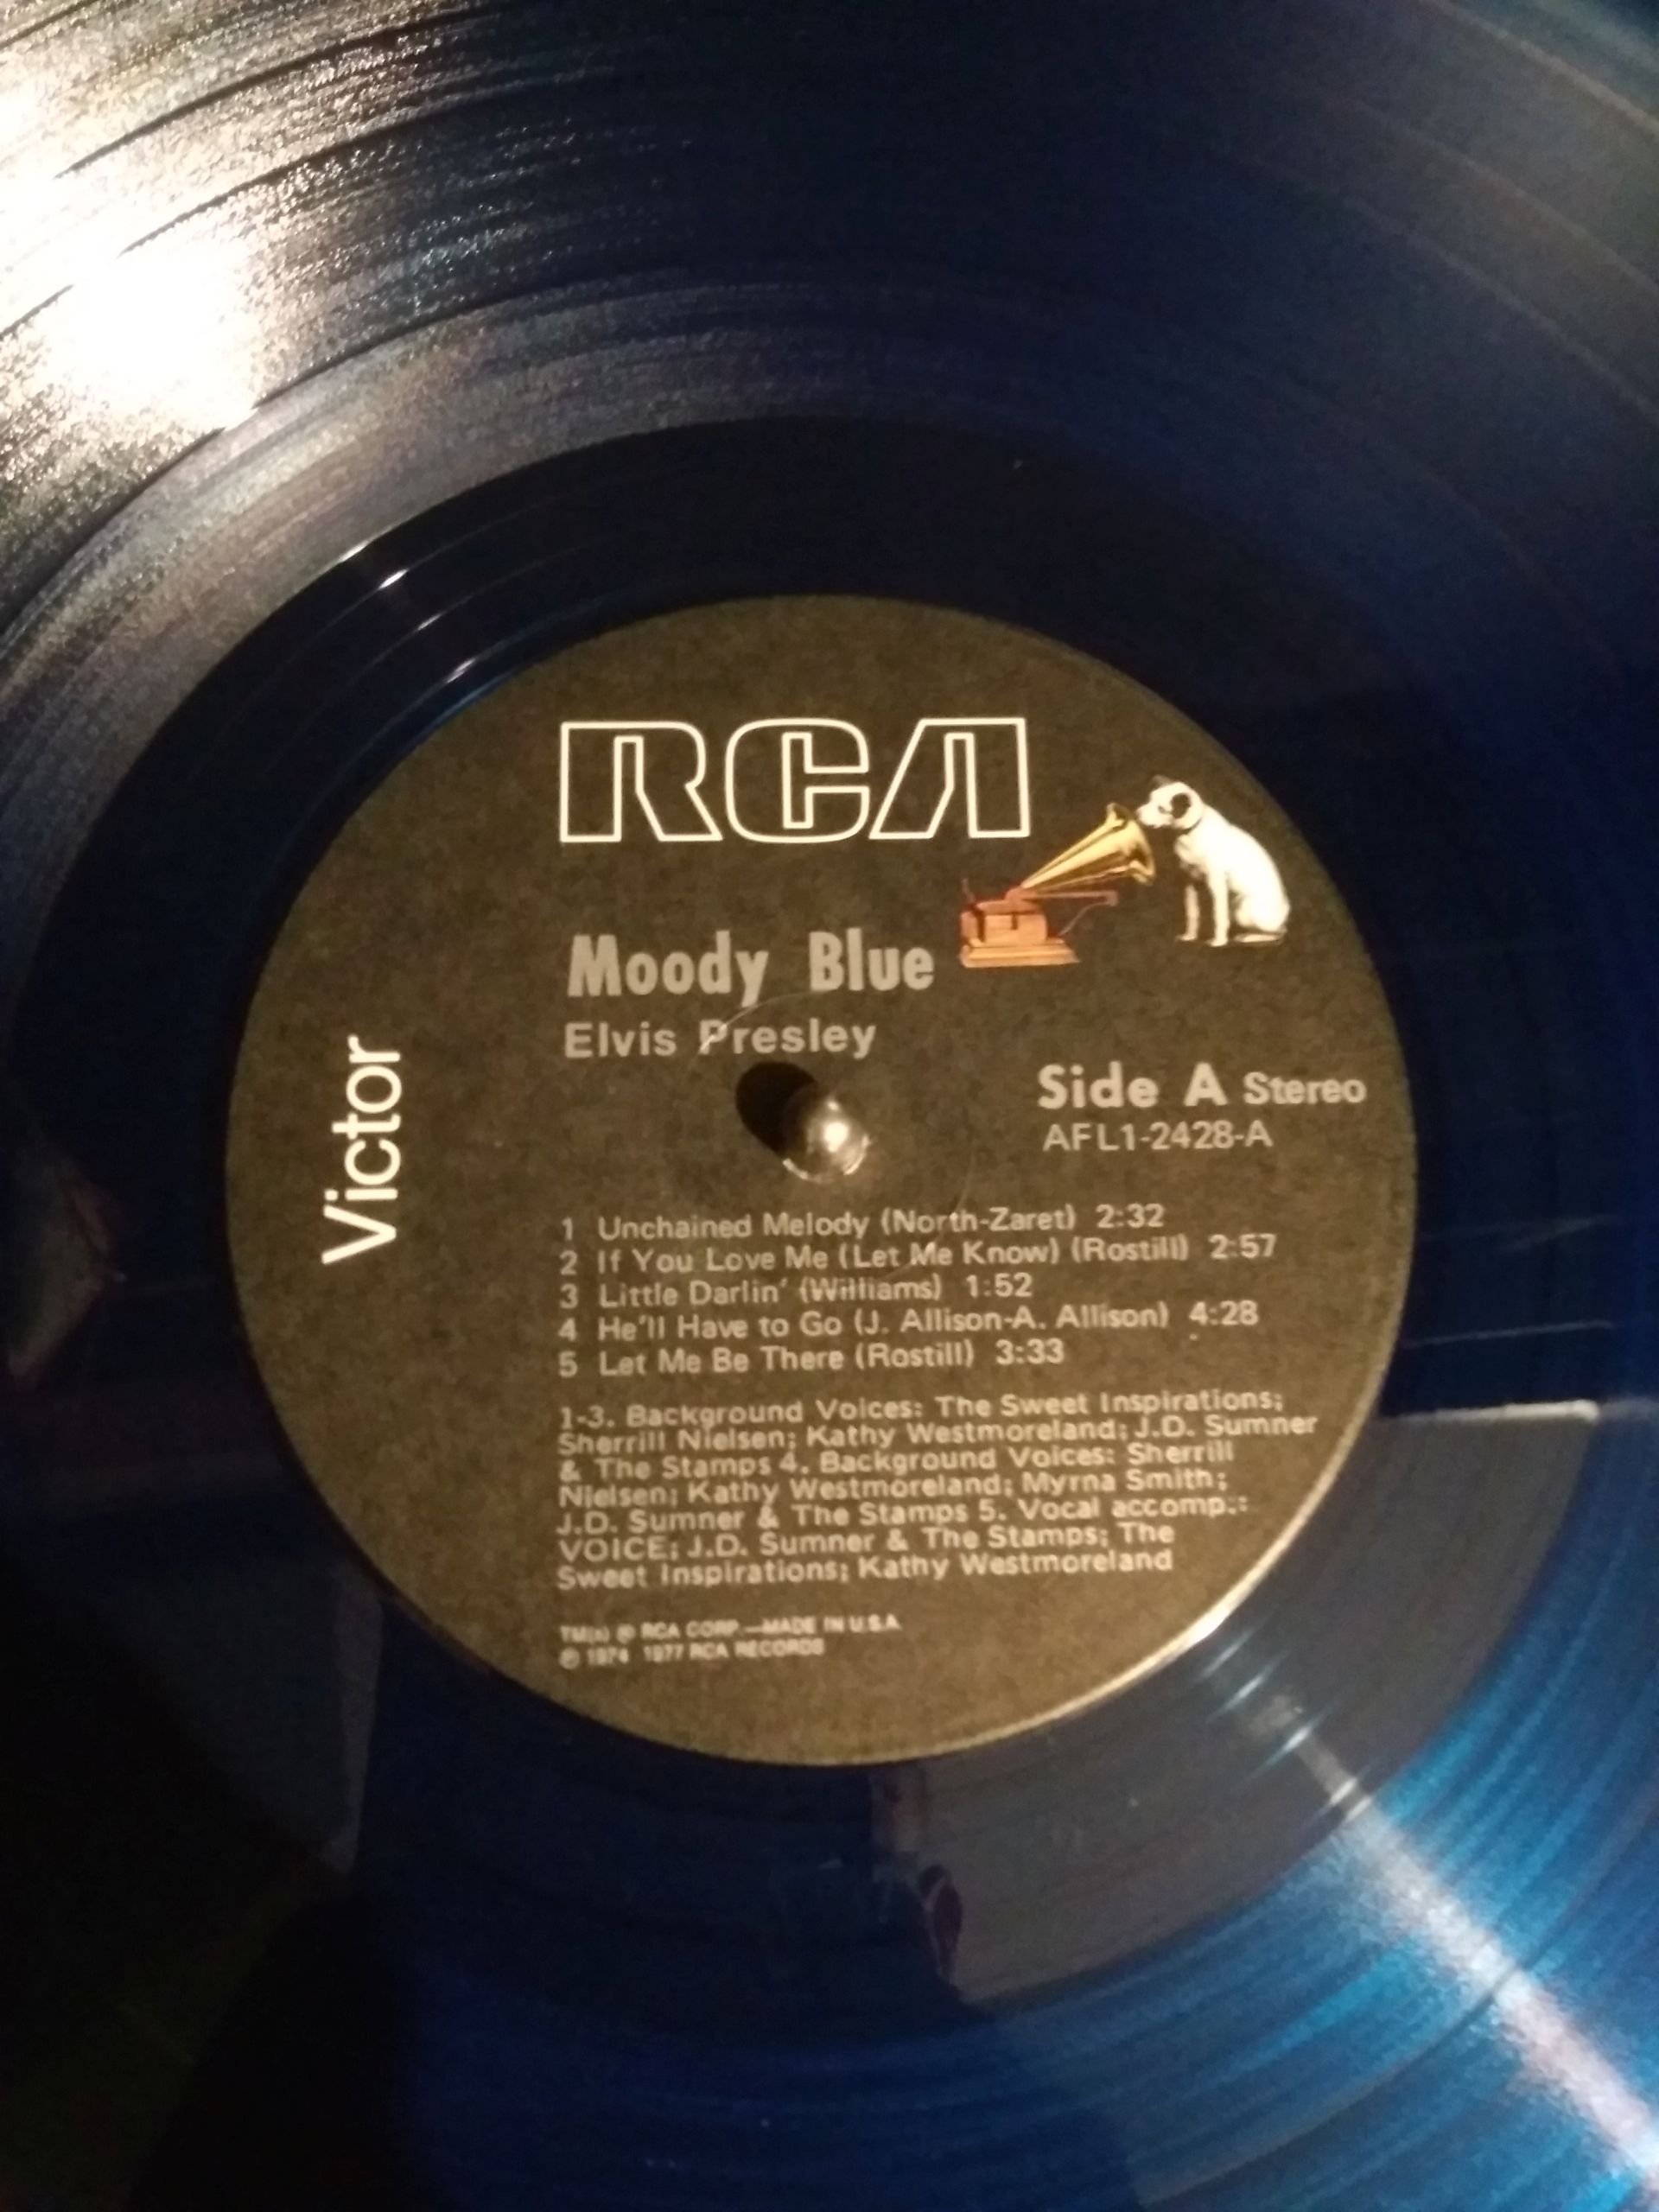 RCA
Moody Blue
Elvis Presley
Victor
Side A Stereo
AFL1-2428-A
1 Unchained Melody (North-Zaret) 2:32
2 If You Love Me (Let Me Know) (Rostill) 2:57
3 Little Darlin' (Williams) 1:52
4 He'll Have to Go (J. Allison-A. Allison) 4:28
5 Let Me Be There (Rostill) 3:33
1-3. Background Voices: The Sweet Inspirations;
Sherrill Nielsen; Kathy Westmoreland; J.D. Sumner
& The Stamps 4. Background Voices: Sherrill
Nielsen; Kathy Westmoreland; Myrna Smith;
J.D. Sumner & The Stamps 5. Vocal accomp.:
VOICE; J.D. Sumner & The Stamps; The
Sweet Inspirations; Kathy Westmoreland
TM(s) ® RCA CORP.—MADE IN U.S.A.
℗ 1974 1977 RCA RECORDS